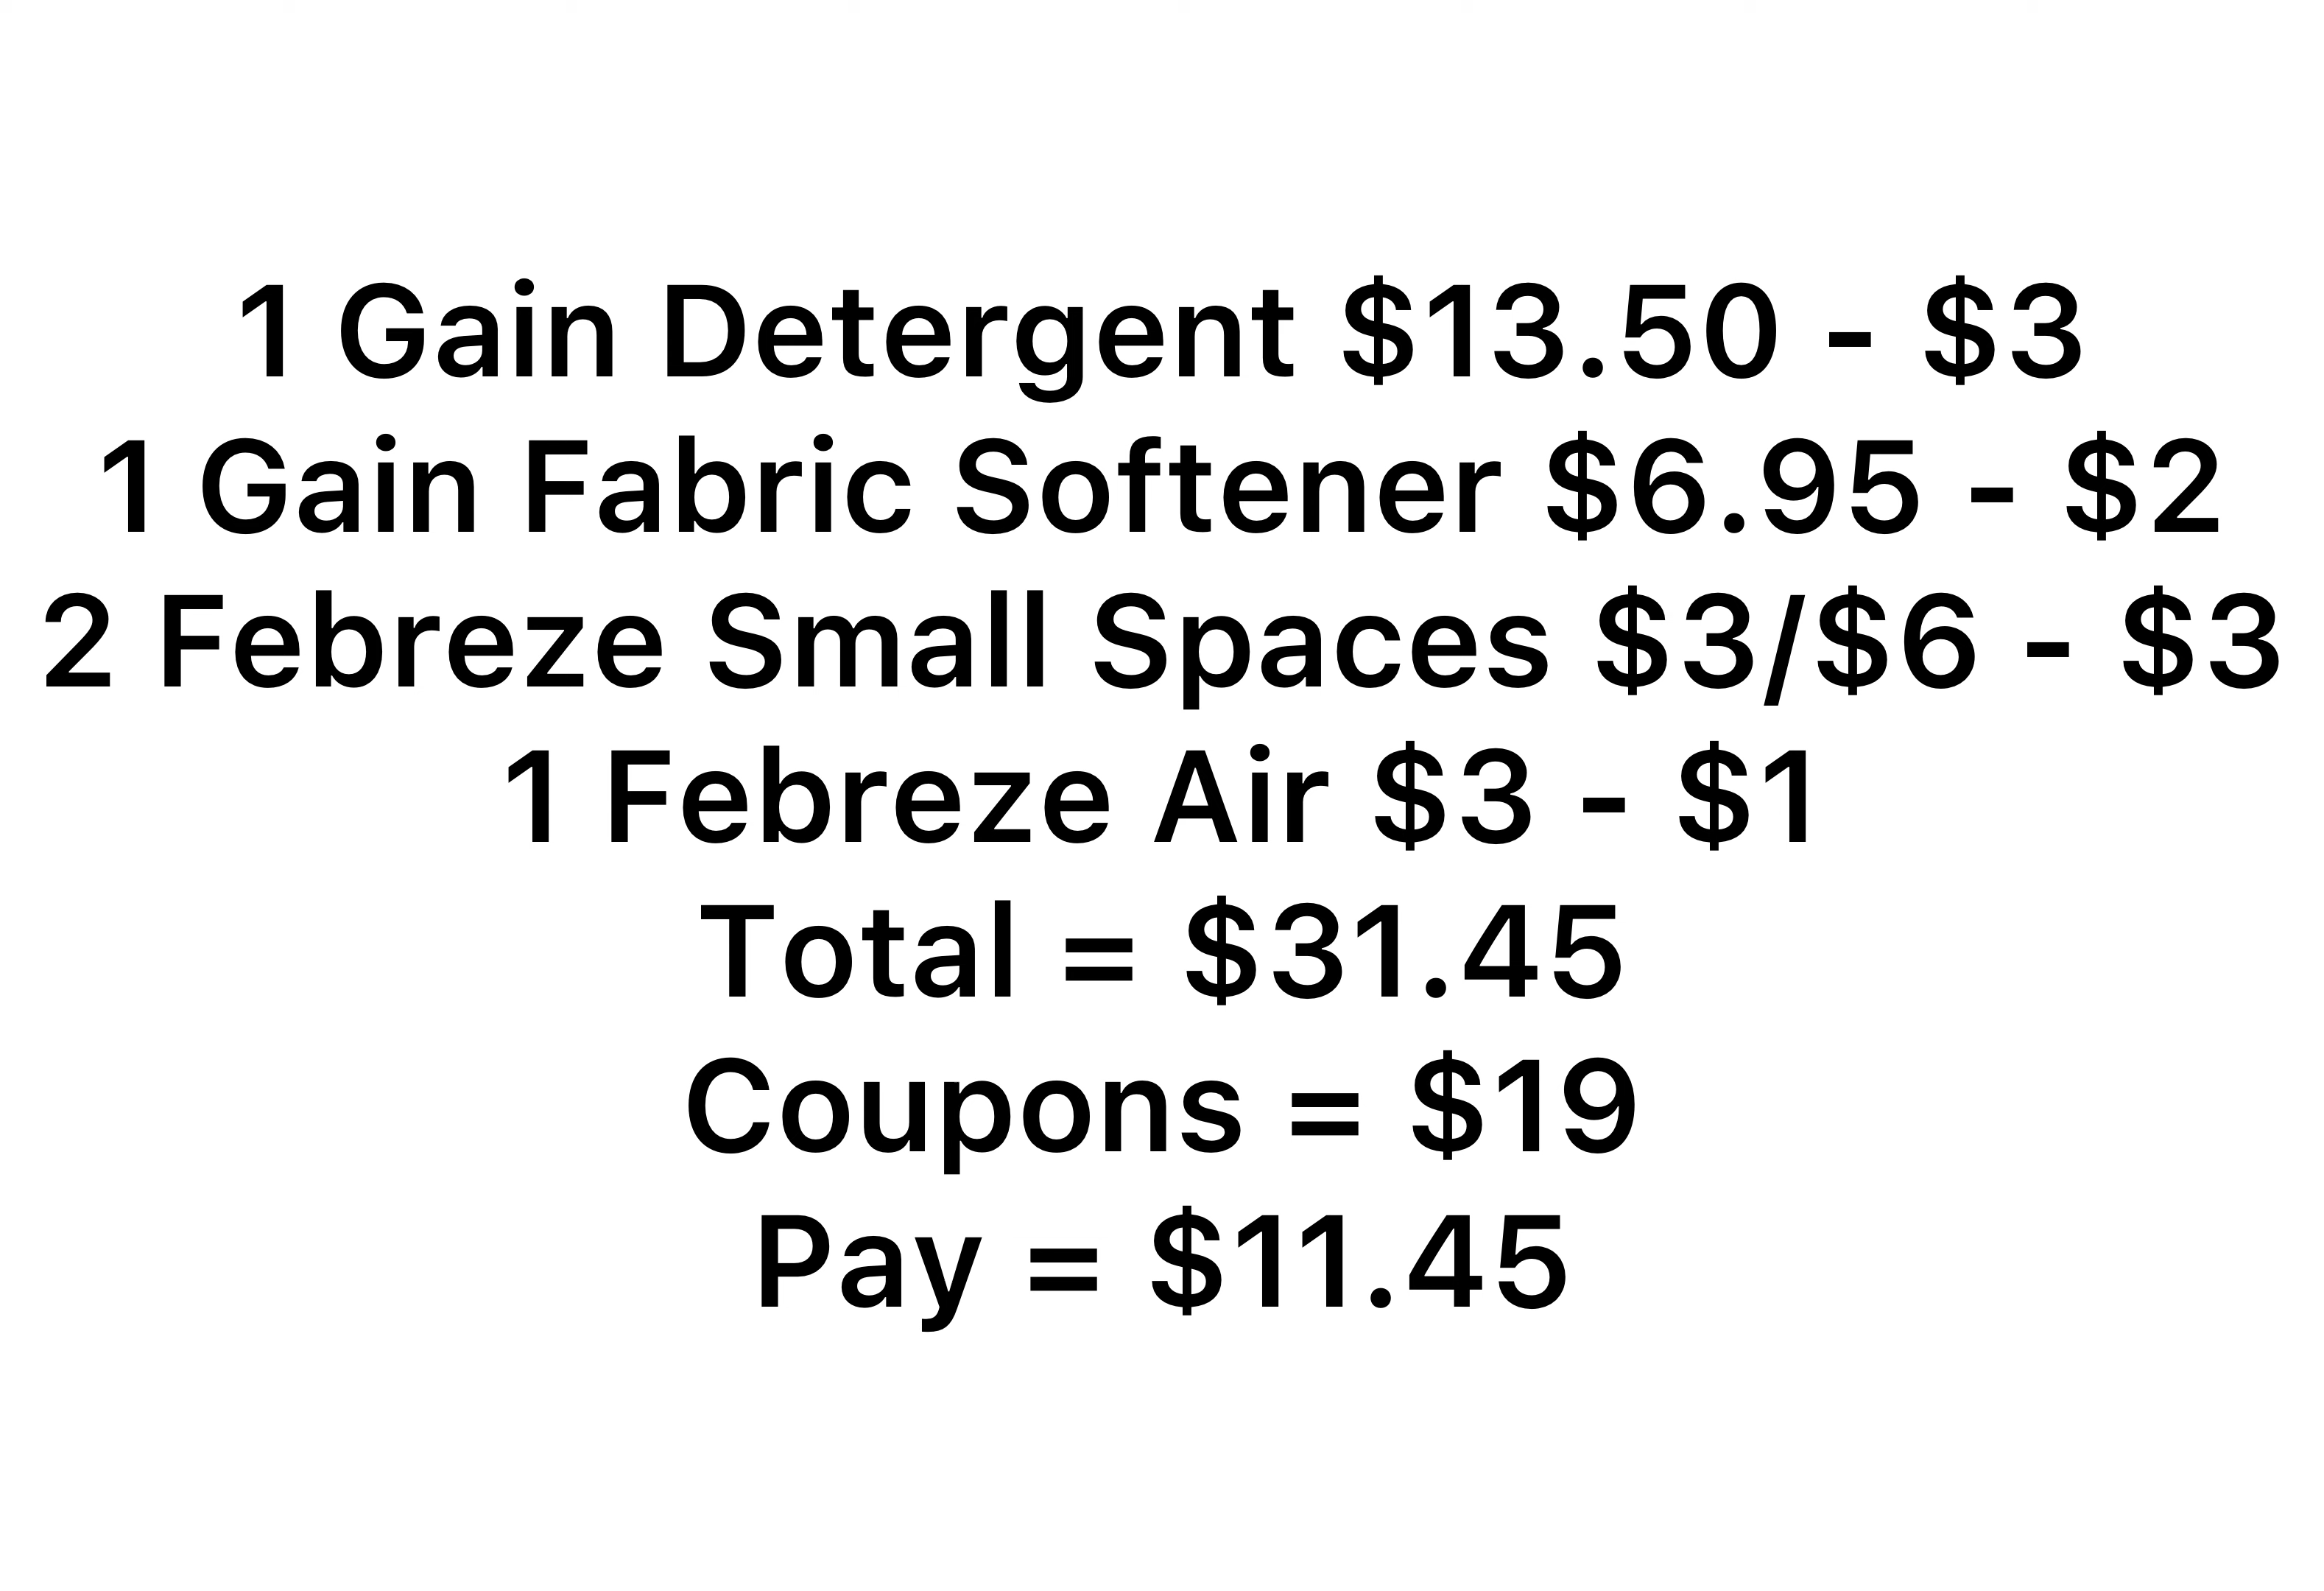 1 Gain Detergent $13.50 - $3
1 Gain Fabric Softener $6.95 - $2
2 Febreze Small Spaces $3/$6 - $3
1 Febreze Air $3 - $1
Total = $31.45
Coupons = $19
Pay = $11.45